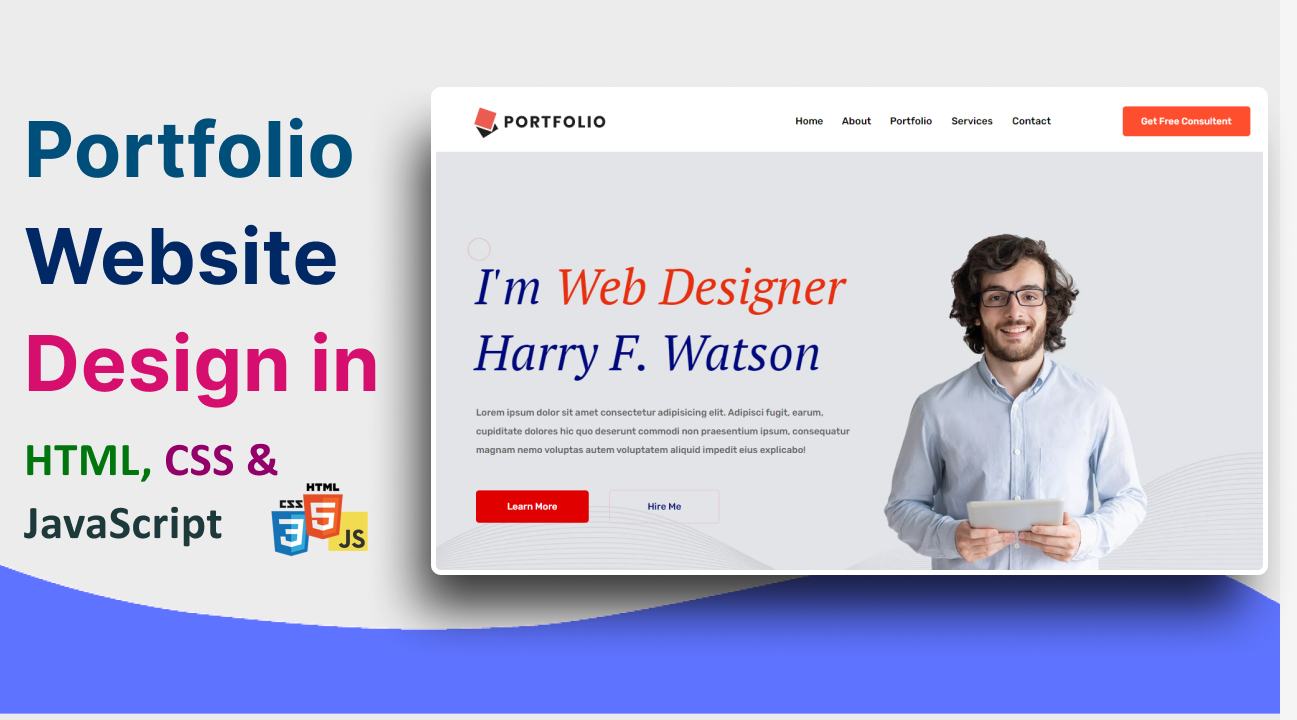 Portfolio
Website
Design in
HTML, CSS &
JavaScript
HTML
CSS
3
5
JS
PORTFOLIO
Home About Portfolio Services Contact
Get Free Consultent
I'm Web Designer
Harry F. Watson
Lorem ipsum dolor sit amet consectetur adipisicing elit. Adipisci fugit, earum,
cupiditate dolores hic quo deserunt commodi non praesentium ipsum, consequatur
magnam nemo voluptas autem voluptatem aliquid impedit eius explicabo!
Learn More
Hire Me